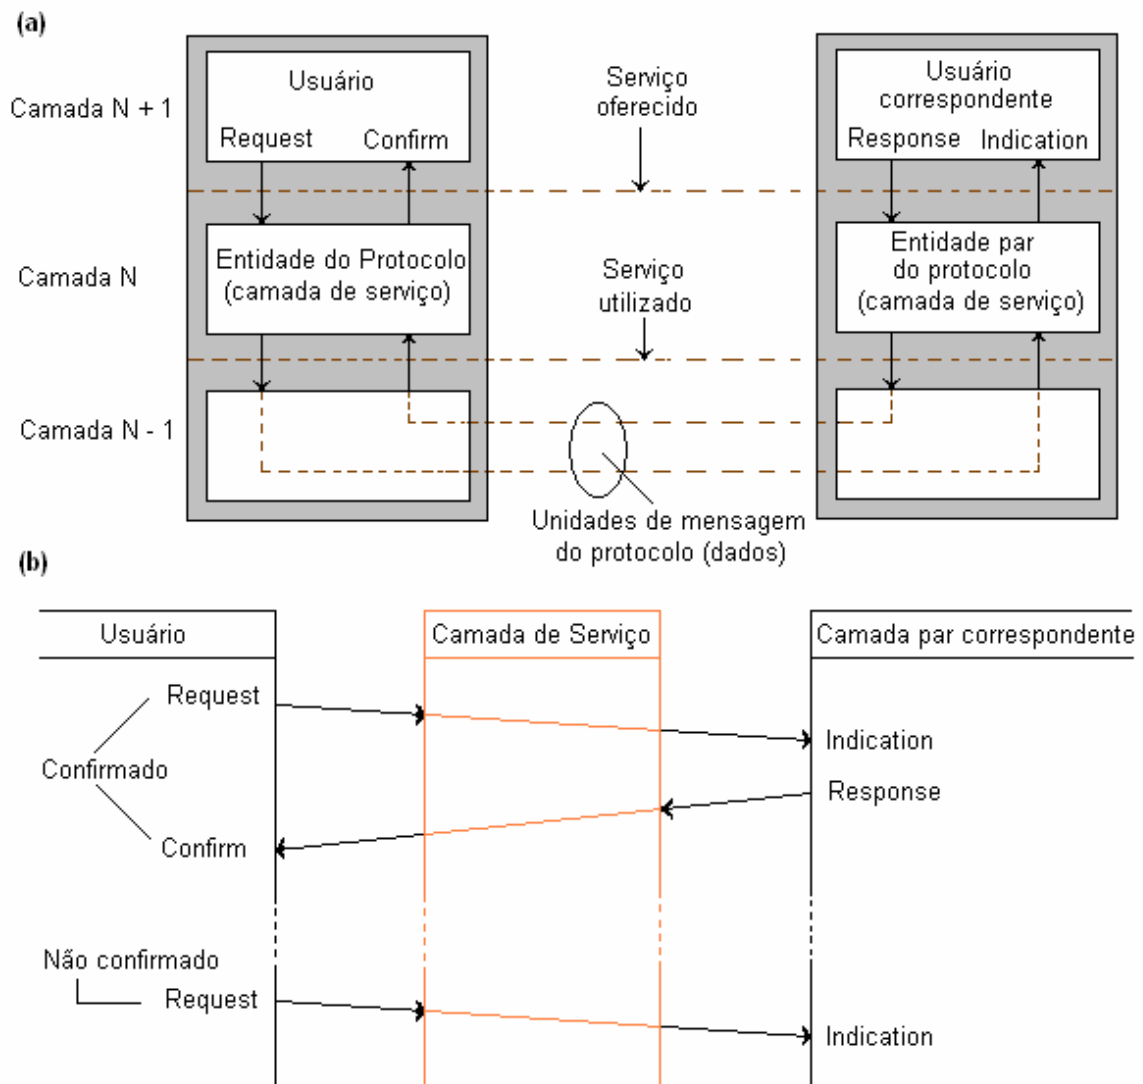 (a)
Camada N + 1
Usuário
Request
Confirm
Serviço
oferecido
Usuário
correspondente
Response
Indication
Camada N
Entidade do Protocolo
(camada de serviço)
Serviço
utilizado
Entidade par
do protocolo
(camada de serviço)
Camada N - 1
Unidades de mensagem
do protocolo (dados)
(b)
Usuário
Camada de Serviço
Camada par correspondente
Request
Indication
Confirmado
Response
Confirm
Não confirmado
Request
Indication